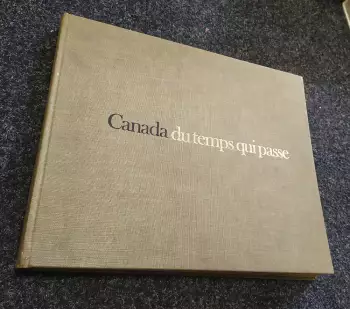 Canada du temps qui passe